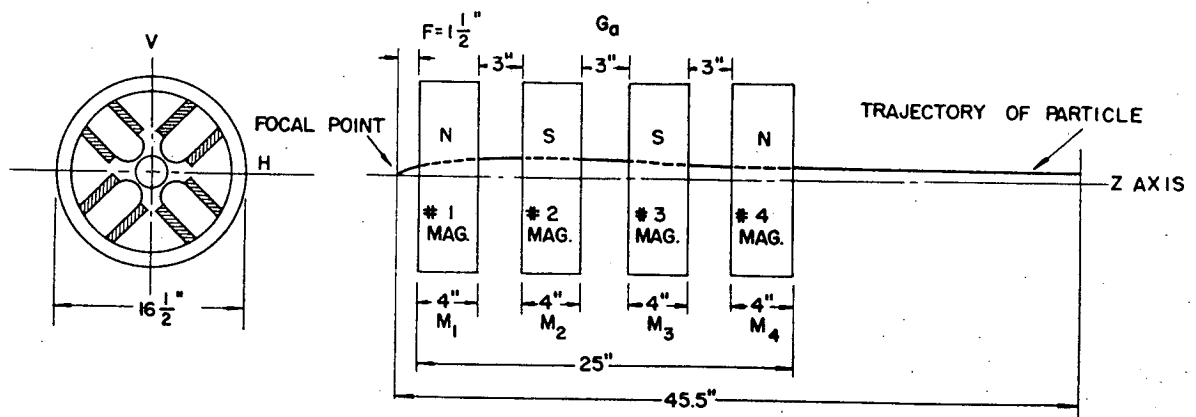 V
H
16 1/2"
F=1 1/2"
Ga
3"
3"
3"
FOCAL POINT
TRAJECTORY OF PARTICLE
N
S
S
N
Z AXIS
# 1
MAG.
# 2
MAG.
# 3
MAG.
# 4
MAG.
4"
M1
4"
M2
4"
M3
4"
M4
25"
45.5"